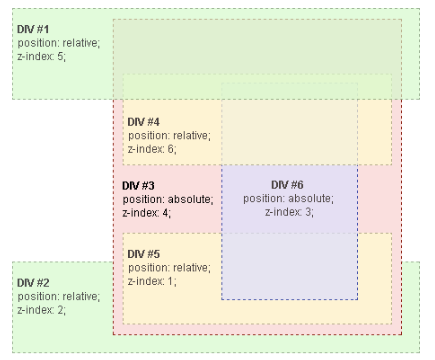 DIV #1
position: relative;
z-index: 5;
DIV #4
position: relative;
z-index: 6;
DIV #3
position: absolute;
z-index: 4;
DIV #6
position: absolute;
z-index: 3;
DIV #5
position: relative;
z-index: 1;
DIV #2
position: relative;
z-index: 2;